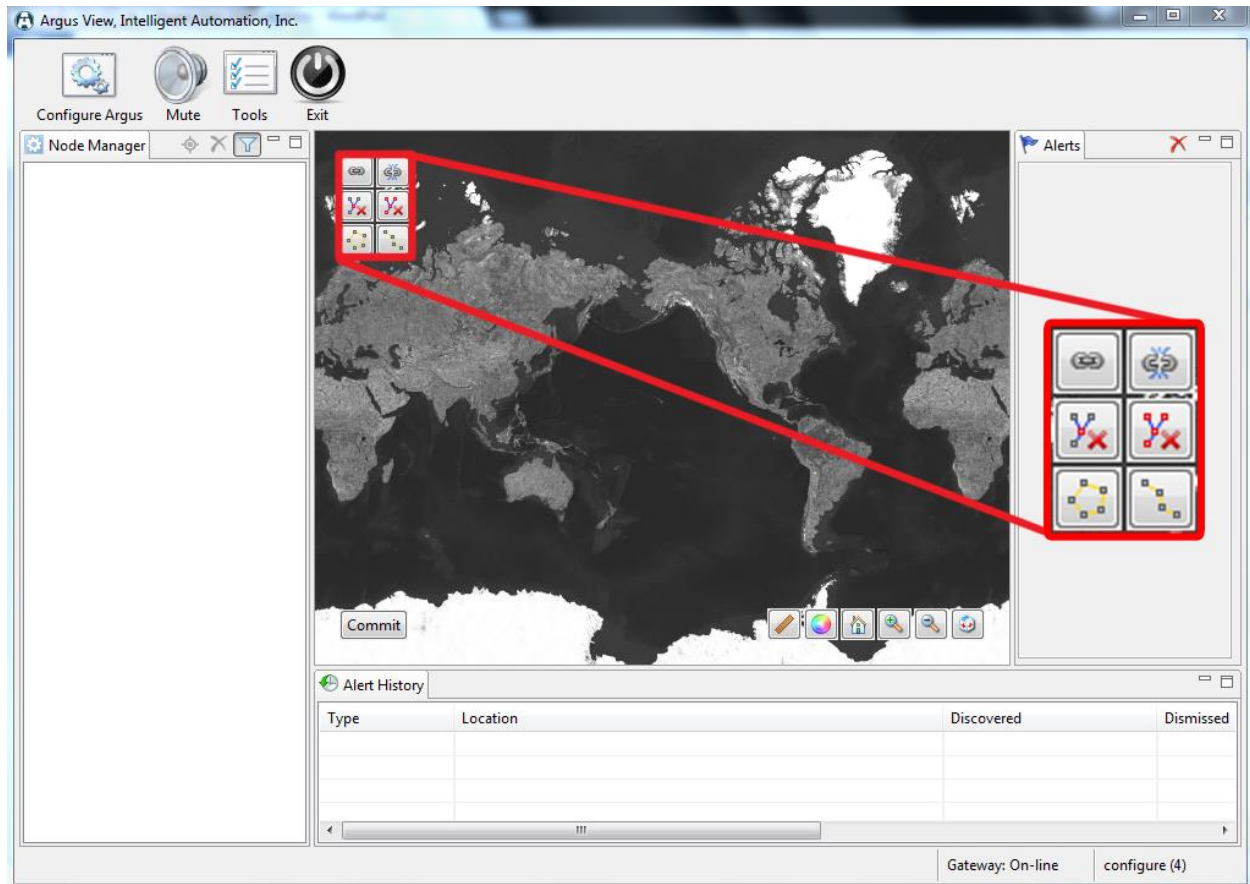 Argus View, Intelligent Automation, Inc.
Configure Argus Mute Tools Exit
Node Manager
Alerts
Commit
Alert History
Type Location Discovered Dismissed
Gateway: On-line configure (4)